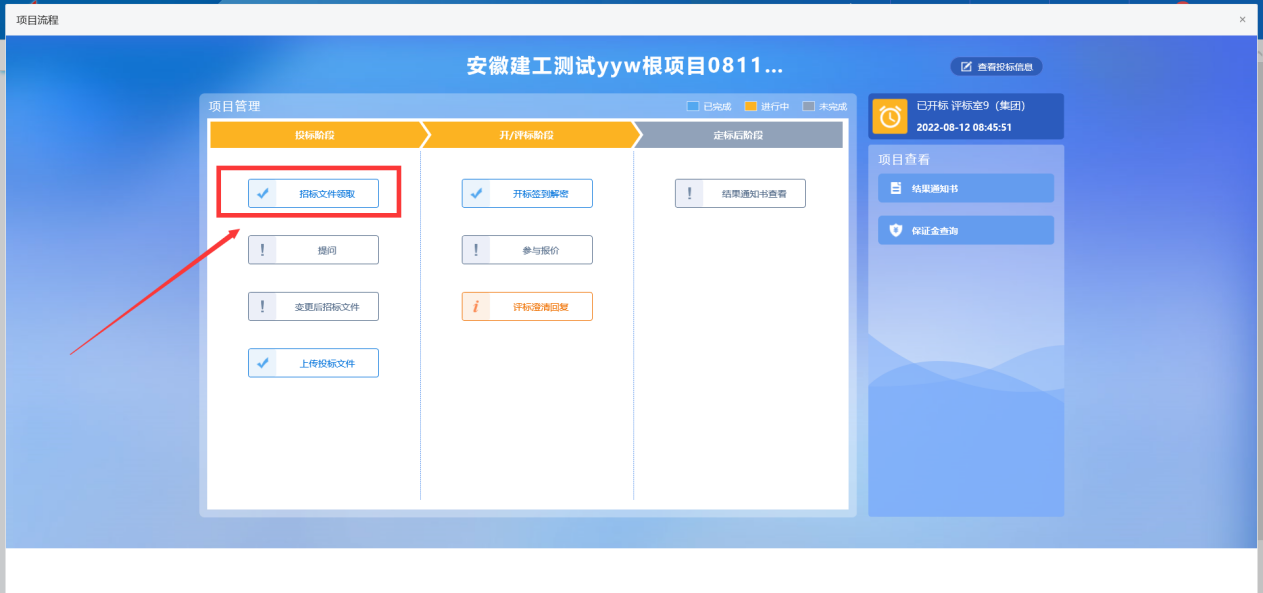 项目流程
×
安徽建工测试yyw根项目0811...
查看投标信息
项目管理
已完成
进行中
未完成
投标阶段
开/评标阶段
定标后阶段
招标文件领取
提问
变更后招标文件
上传投标文件
开标签到解密
参与报价
评标澄清回复
结果通知书查看
已开标 评标室9（集团）
2022-08-12 08:45:51
项目查看
结果通知书
保证金查询